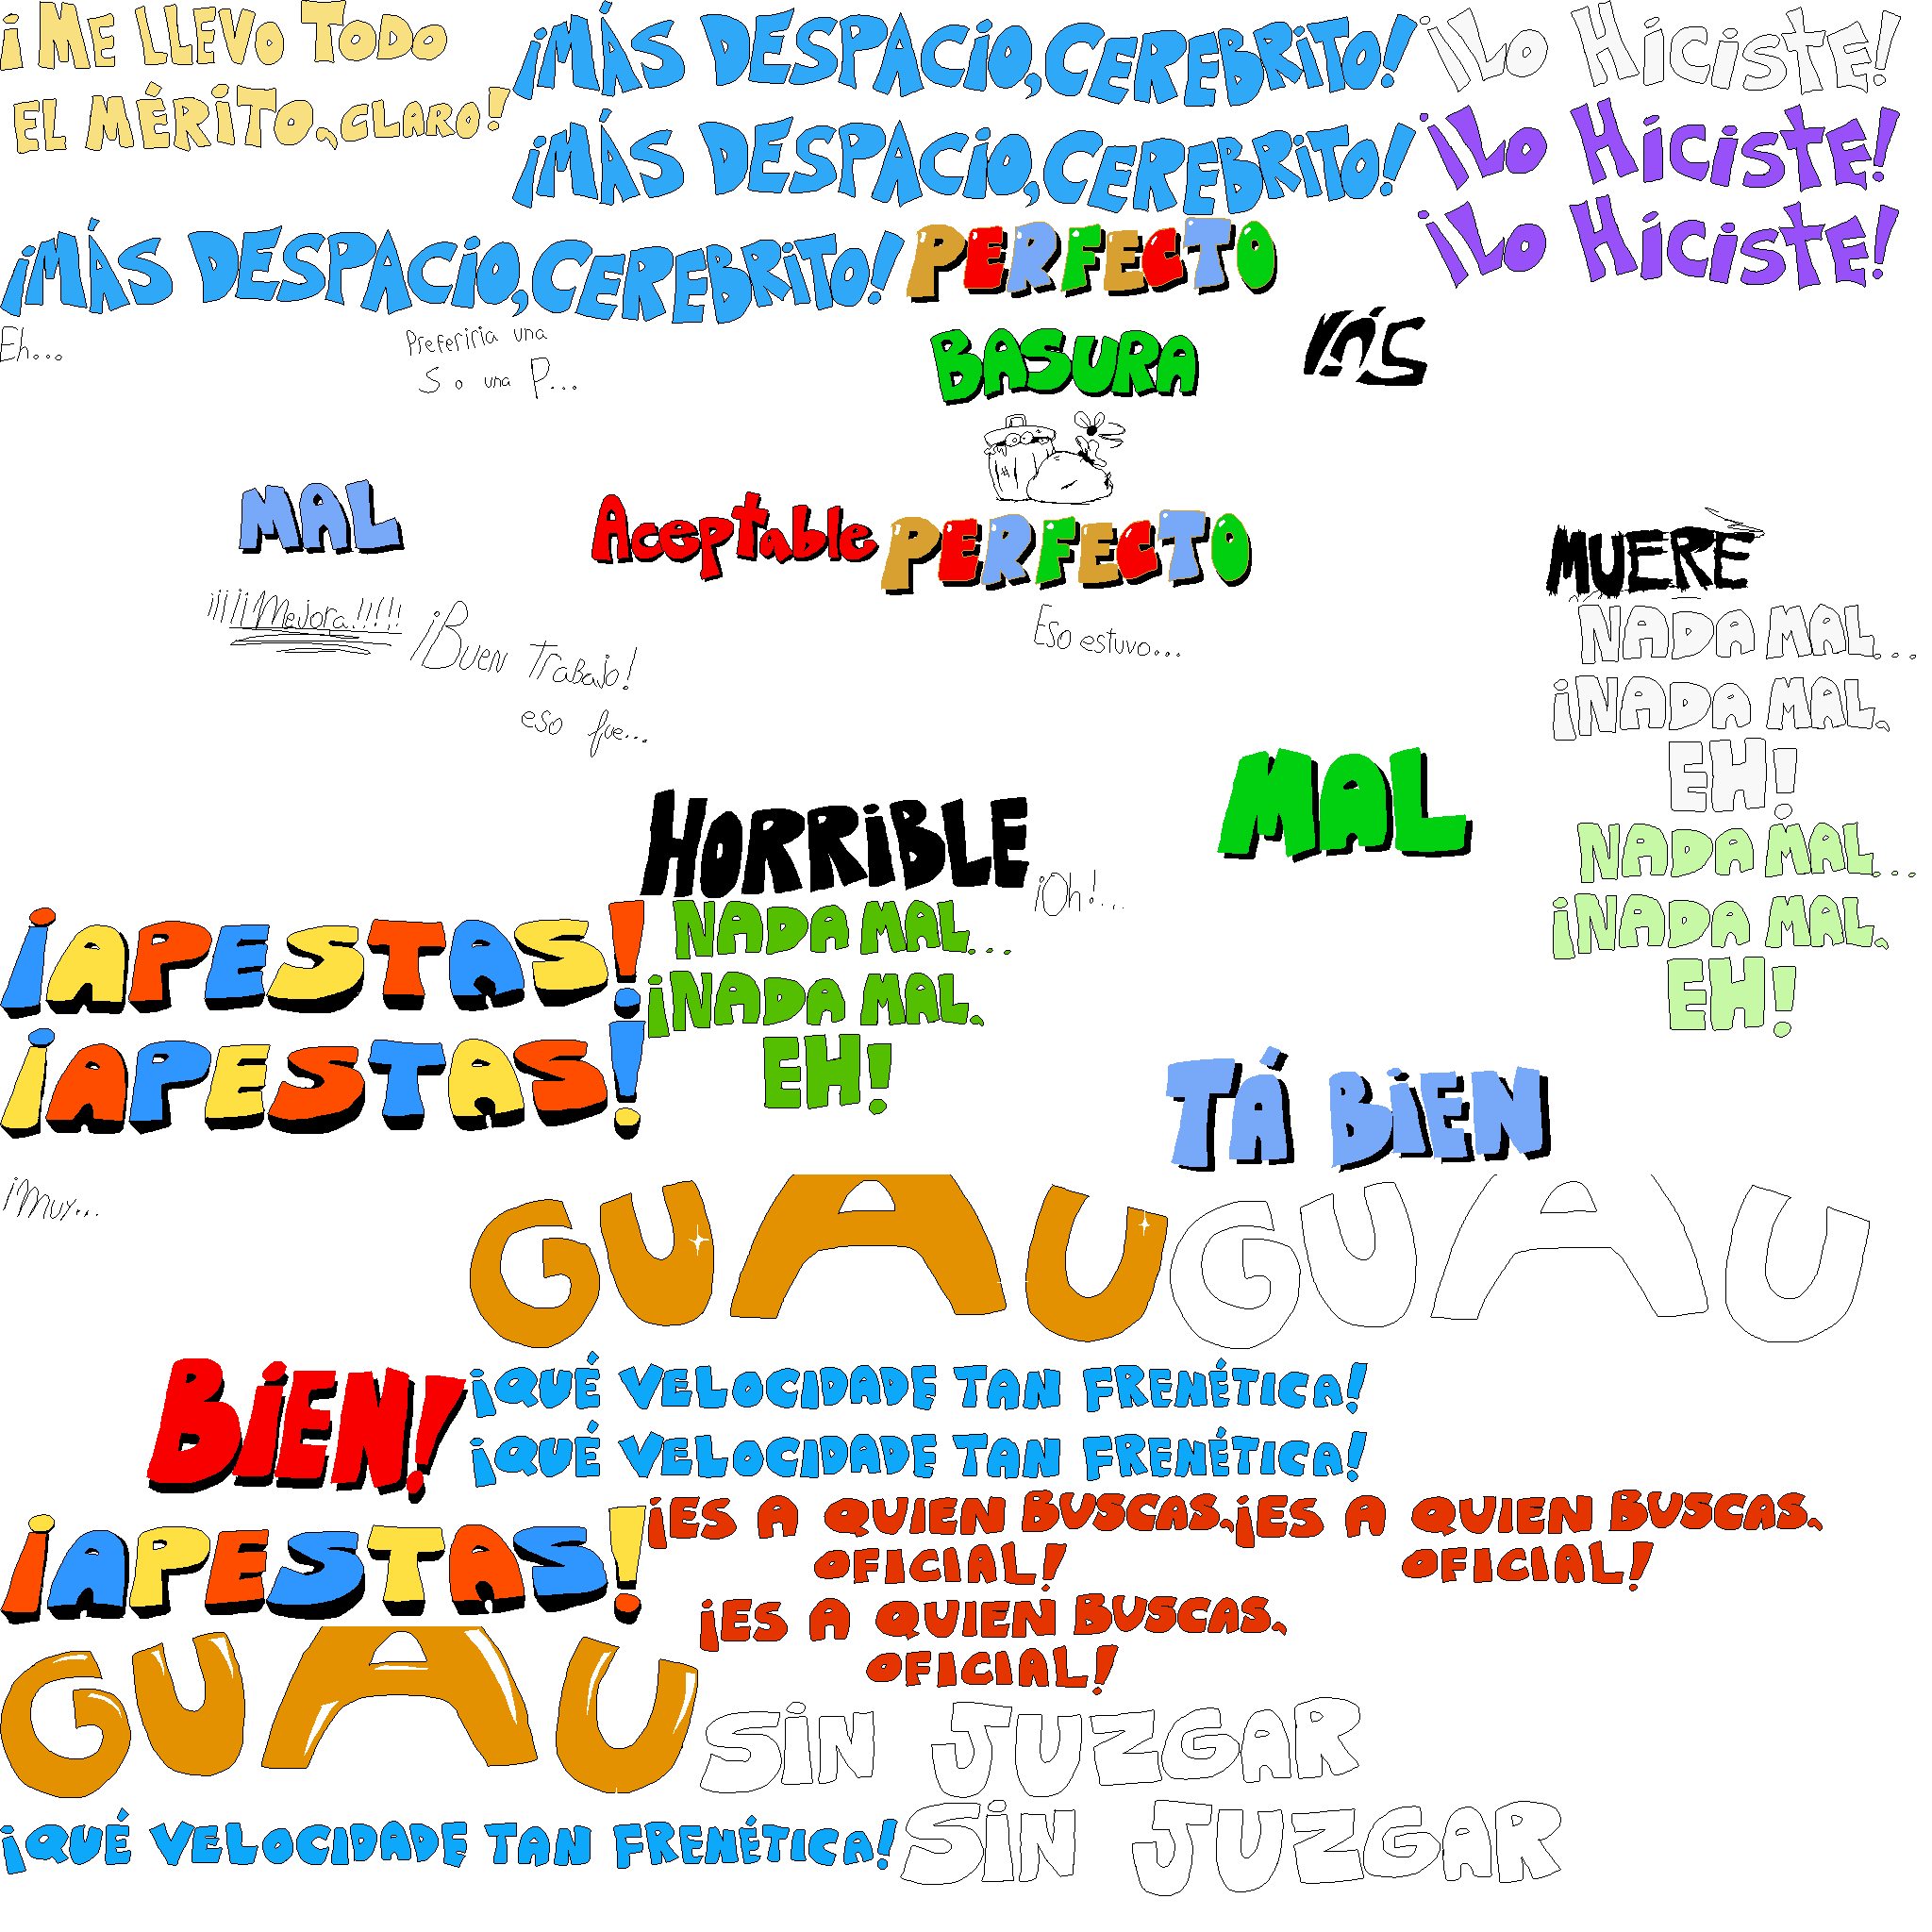 ¡ME LLEVO TODO
EL MÉRITO, CLARO!
¡MÁS DESPACIO, CEREBRITO!
¡LO HiCiSTE!
¡MÁS DESPACIO, CEREBRITO!
¡LO HiCiSTE!
¡MÁS DESPACIO, CEREBRITO!
PERFECTO
¡LO HiCiSTE!
Eh...
Preferiria una
S o una P...
BASURA
MAL
Aceptable
PERFECTO
MUERE
¡¡¡¡¡Mejora!!!!!
¡Buen Trabajo!
eso fue...
Eso estuvo...
NADA MAL...
¡NADA MAL,
EH!
MAL
HORRiBLE
¡Oh!...
NADA MAL...
¡NADA MAL,
EH!
¡APESTAS!
NADA MAL...
¡NADA MAL,
EH!
¡APESTAS!
TÁ BiEN
¡Muy...
GUAU
GUAU
BiEN!
¡QUÉ VELOCIDADE TAN FRENÉTICA!
¡QUÉ VELOCIDADE TAN FRENÉTICA!
¡APESTAS!
¡ES A QUIEN BUSCAS,
OFICIAL!
¡ES A QUIEN BUSCAS,
OFICIAL!
¡ES A QUIEN BUSCAS,
OFICIAL!
GUAU
SiN JUZGAR
¡QUÉ VELOCIDADE TAN FRENÉTICA!
SiN JUZGAR